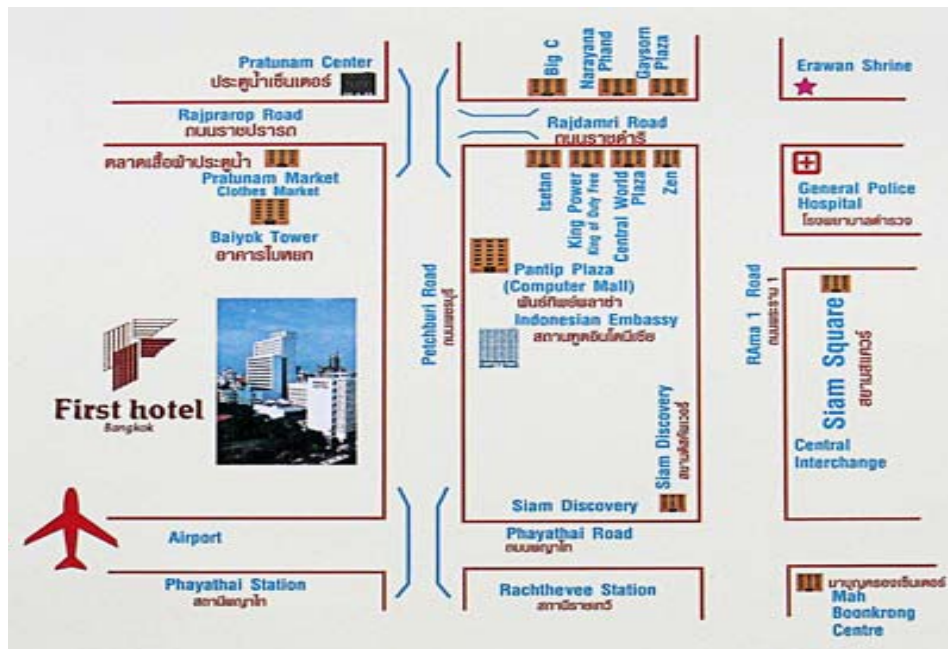 Pratunam Center
ประตูน้ำเซ็นเตอร์
Rajprarop Road
ถนนราชปรารถ
Big C
Narayana
Phand
Gaysorn
Plaza
Rajdamri Road
ถนนราชดำริ
Erawan Shrine
ตลาดเสื้อผ้าประตูน้ำ
Pratunam Market
Clothes Market
Baiyok Tower
อาคารใบหยก
Isetan
King Power
King of Duty Free
Central World
Plaza
Zen
General Police
Hospital
โรงพยาบาลตำรวจ
Petchburi Road
ถนนเพชรบุรี
Pantip Plaza
(Computer Mall)
พันธ์ทิพย์พลาซ่า
Indonesian Embassy
สถานทูตอินโดนีเซีย
RAma 1 Road
ถนนพระราม 1
Siam Square
สยามสแควร์
First hotel
Bangkok
Siam Discovery
สยามดิสคัฟเวอรี่
Central
Interchange
Siam Discovery
Airport
Phayathai Road
ถนนพญาไท
Phayathai Station
สถานีพญาไท
Rachthevee Station
สถานีราชเทวี
มาบุญครองเซ็นเตอร์
Mah
Boonkrong
Centre